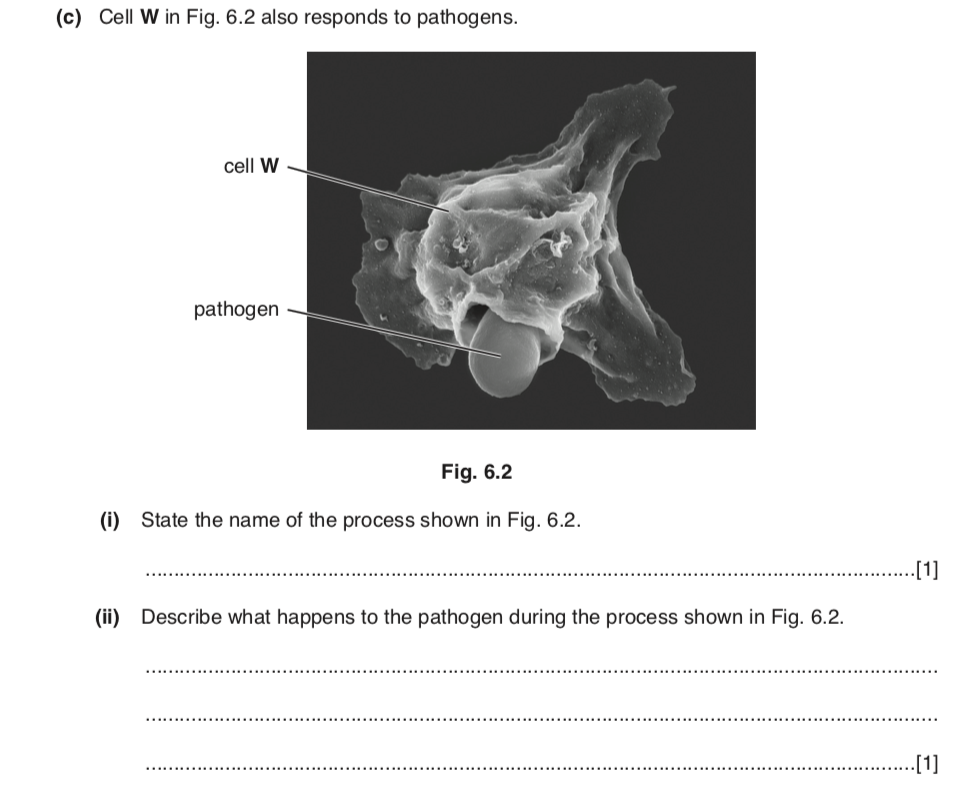 (c) Cell W in Fig. 6.2 also responds to pathogens.
cell W
pathogen
Fig. 6.2
(i) State the name of the process shown in Fig. 6.2.
[1]
(ii) Describe what happens to the pathogen during the process shown in Fig. 6.2.
[1]